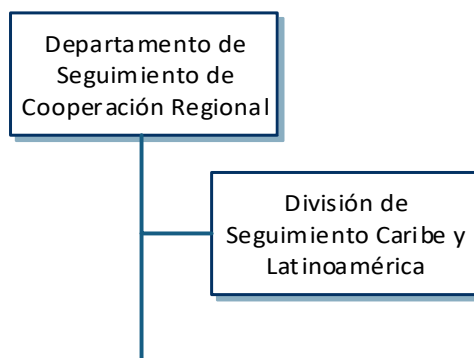 Departamento de
Seguimiento de
Cooperación Regional
División de
Seguimiento Caribe y
Latinoamérica